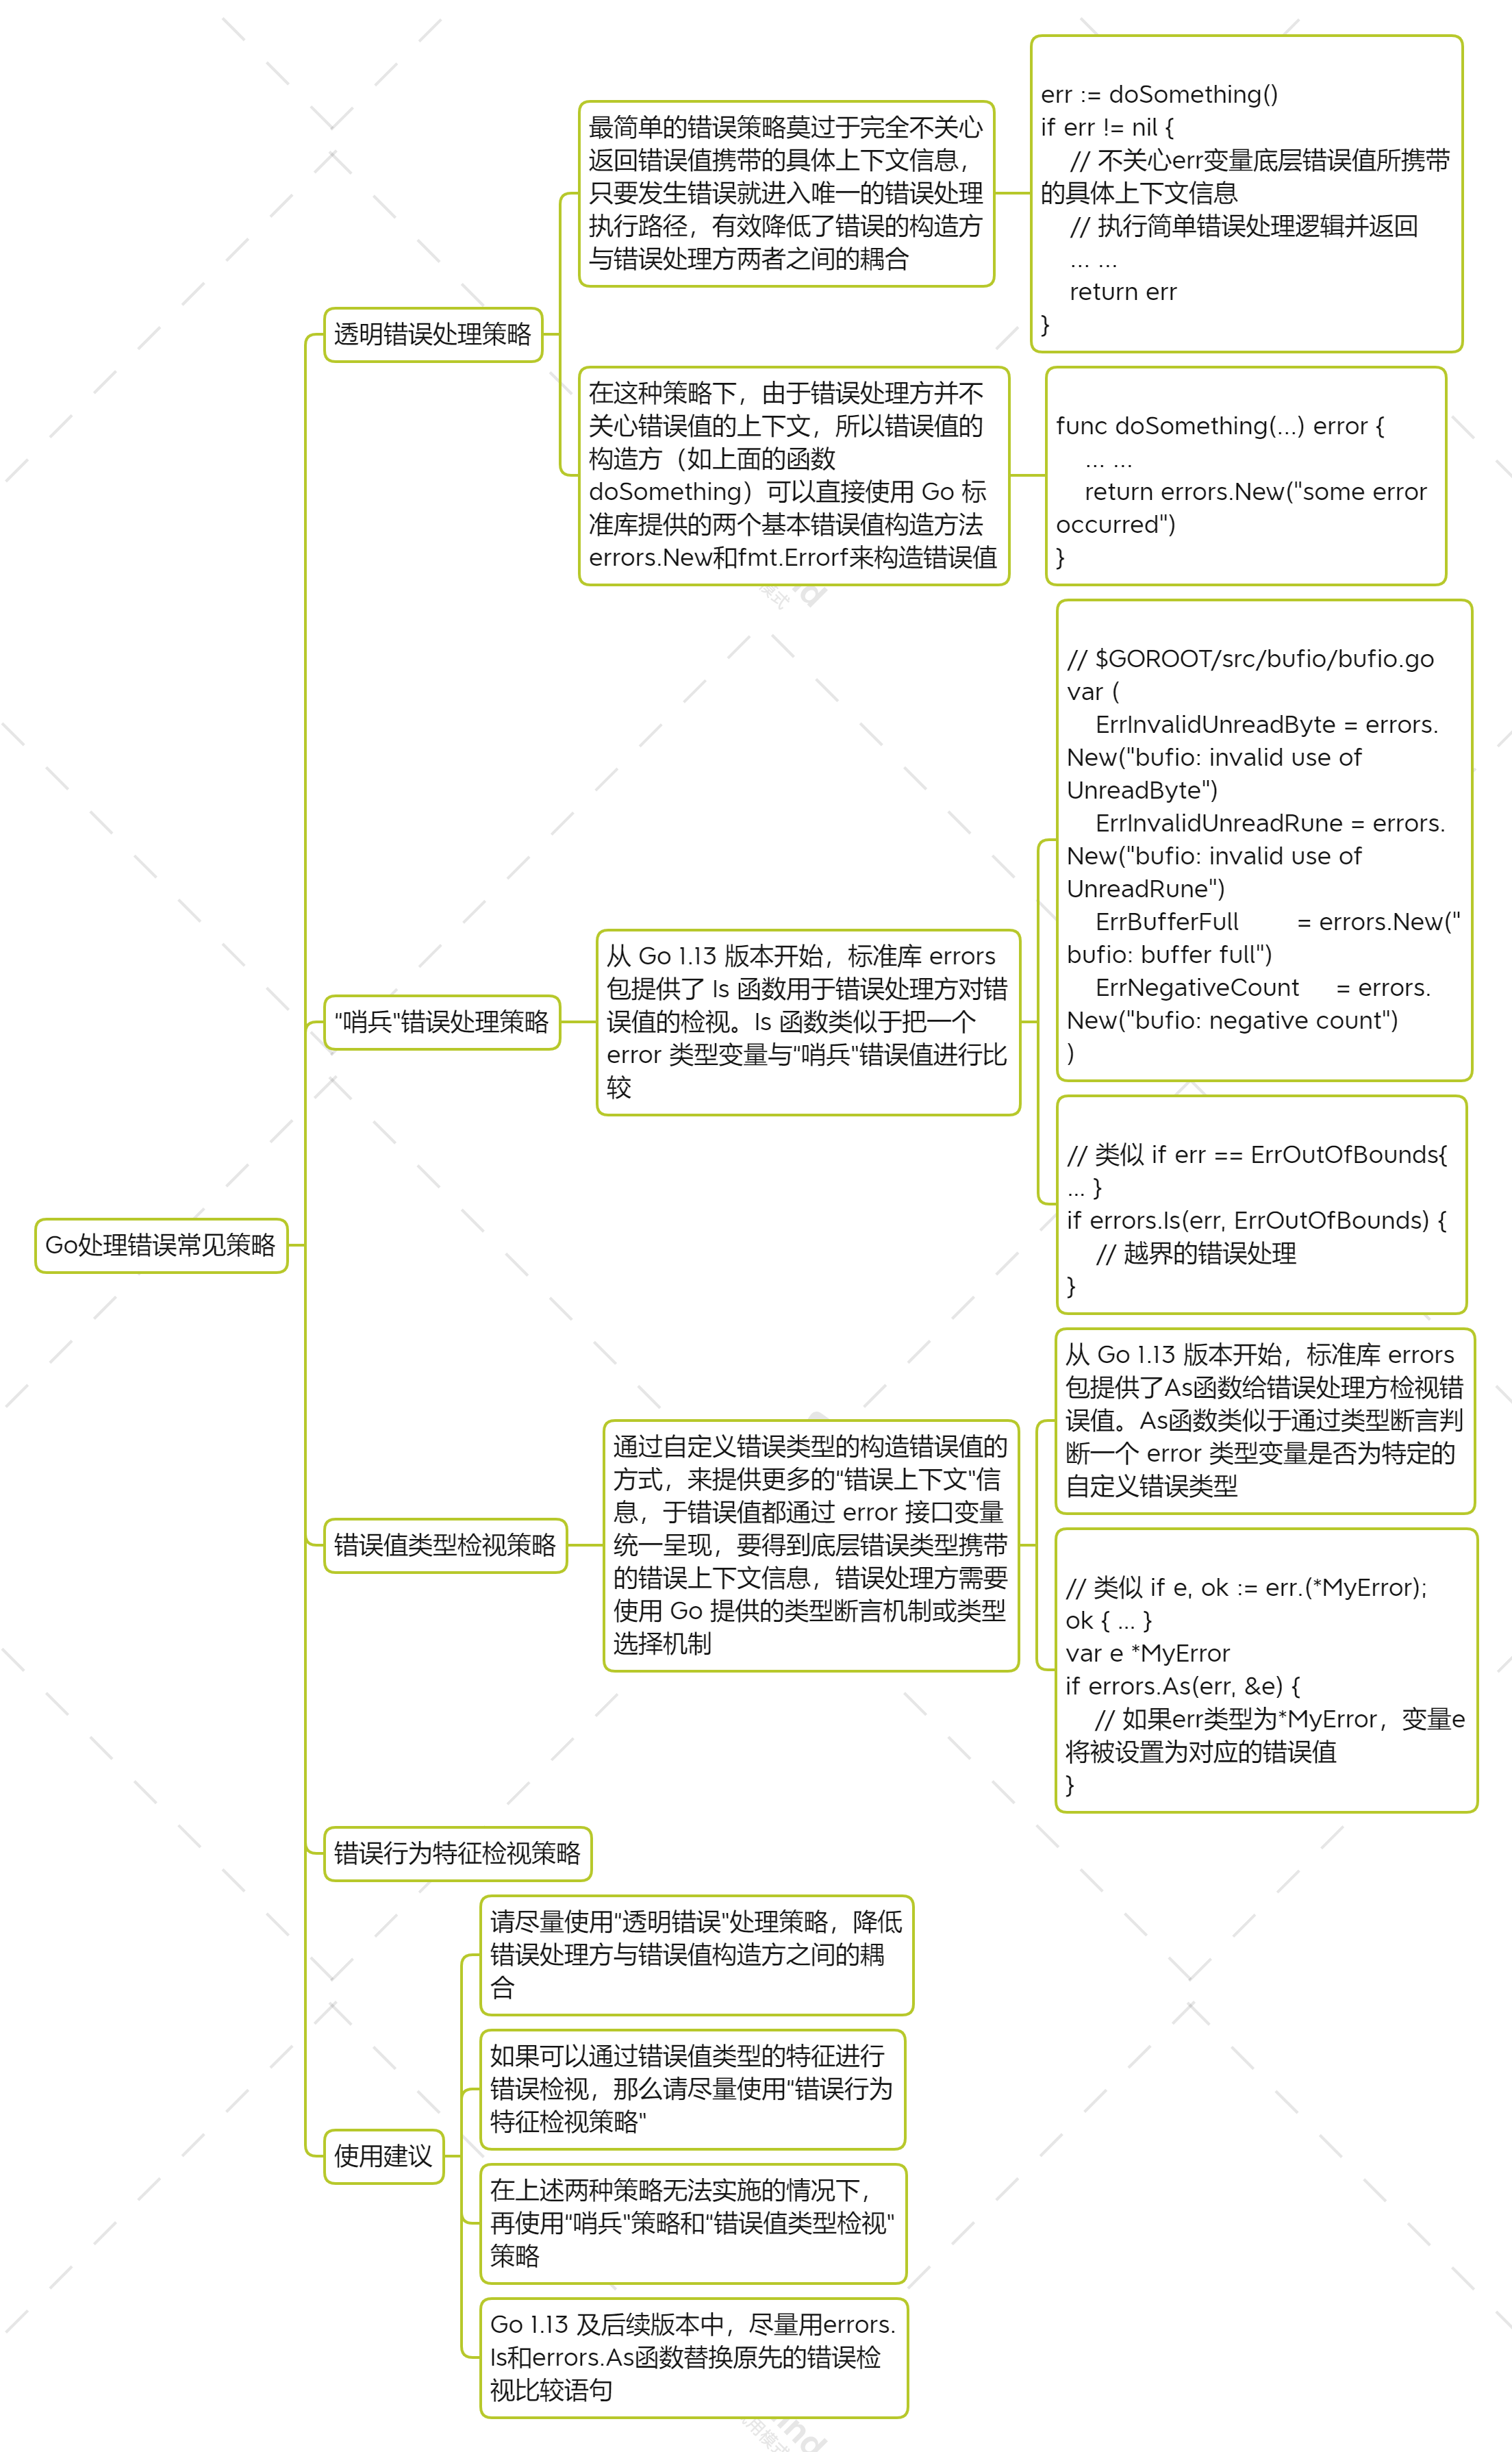 Go处理错误常见策略
透明错误处理策略
最简单的错误策略莫过于完全不关心
返回错误值携带的具体上下文信息，
只要发生错误就进入唯一的错误处理
执行路径，有效降低了错误的构造方
与错误处理方两者之间的耦合
err := doSomething()
if err != nil {
    // 不关心err变量底层错误值所携带
的具体上下文信息
    // 执行简单错误处理逻辑并返回
    ... ...
    return err
}
在这种策略下，由于错误处理方并不
关心错误值的上下文，所以错误值的
构造方（如上面的函数
doSomething）可以直接使用 Go 标
准库提供的两个基本错误值构造方法
errors.New和fmt.Errorf来构造错误值
func doSomething(...) error {
    ... ...
    return errors.New("some error
occurred")
}
"哨兵"错误处理策略
从 Go 1.13 版本开始，标准库 errors
包提供了 Is 函数用于错误处理方对错
误值的检视。Is 函数类似于把一个
error 类型变量与“哨兵”错误值进行比
较
// $GOROOT/src/bufio/bufio.go
var (
    ErrInvalidUnreadByte = errors.
New("bufio: invalid use of
UnreadByte")
    ErrInvalidUnreadRune = errors.
New("bufio: invalid use of
UnreadRune")
    ErrBufferFull        = errors.New("
bufio: buffer full")
    ErrNegativeCount     = errors.
New("bufio: negative count")
)
// 类似 if err == ErrOutOfBounds{
… }
if errors.Is(err, ErrOutOfBounds) {
    // 越界的错误处理
}
错误值类型检视策略
通过自定义错误类型的构造错误值的
方式，来提供更多的“错误上下文”信
息，于错误值都通过 error 接口变量
统一呈现，要得到底层错误类型携带
的错误上下文信息，错误处理方需要
使用 Go 提供的类型断言机制或类型
选择机制
从 Go 1.13 版本开始，标准库 errors
包提供了As函数给错误处理方检视错
误值。As函数类似于通过类型断言判
断一个 error 类型变量是否为特定的
自定义错误类型
// 类似 if e, ok := err.(*MyError);
ok { … }
var e *MyError
if errors.As(err, &e) {
    // 如果err类型为*MyError，变量e
将被设置为对应的错误值
}
错误行为特征检视策略
使用建议
请尽量使用“透明错误”处理策略，降低
错误处理方与错误值构造方之间的耦
合
如果可以通过错误值类型的特征进行
错误检视，那么请尽量使用“错误行为
特征检视策略”
在上述两种策略无法实施的情况下，
再使用“哨兵”策略和“错误值类型检视”
策略
Go 1.13 及后续版本中，尽量用errors.
Is和errors.As函数替换原先的错误检
视比较语句